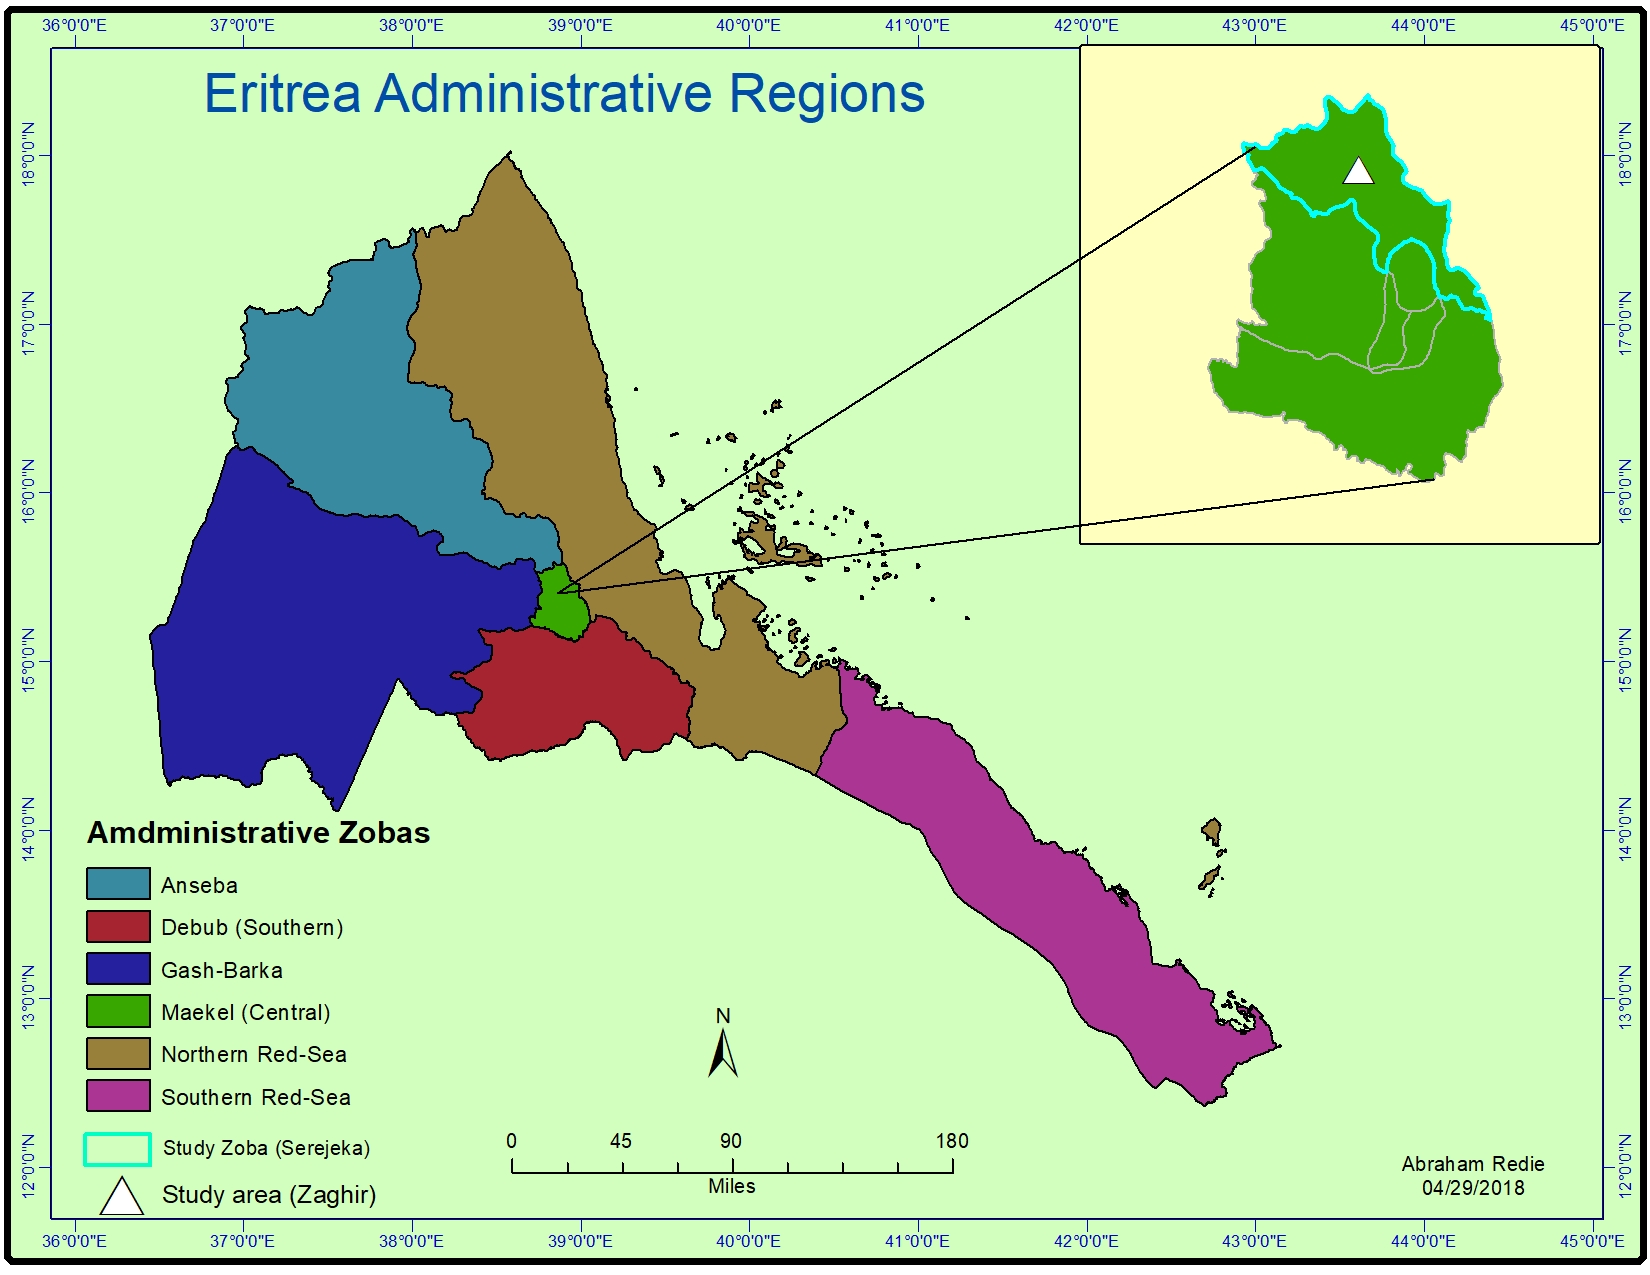 36°0'0"E 37°0'0"E 38°0'0"E 39°0'0"E 40°0'0"E 41°0'0"E 42°0'0"E 43°0'0"E 44°0'0"E 45°0'0"E
Eritrea Administrative Regions
18°0'0"N 18°0'0"N
17°0'0"N 17°0'0"N
16°0'0"N 16°0'0"N
15°0'0"N 15°0'0"N
14°0'0"N 14°0'0"N
13°0'0"N 13°0'0"N
12°0'0"N 12°0'0"N
Amdministrative Zobas
Anseba
Debub (Southern)
Gash-Barka
Maekel (Central)
Northern Red-Sea
Southern Red-Sea
Study Zoba (Serejeka)
Study area (Zaghir)
N
0 45 90 180
Miles
Abraham Redie
04/29/2018
36°0'0"E 37°0'0"E 38°0'0"E 39°0'0"E 40°0'0"E 41°0'0"E 42°0'0"E 43°0'0"E 44°0'0"E 45°0'0"E